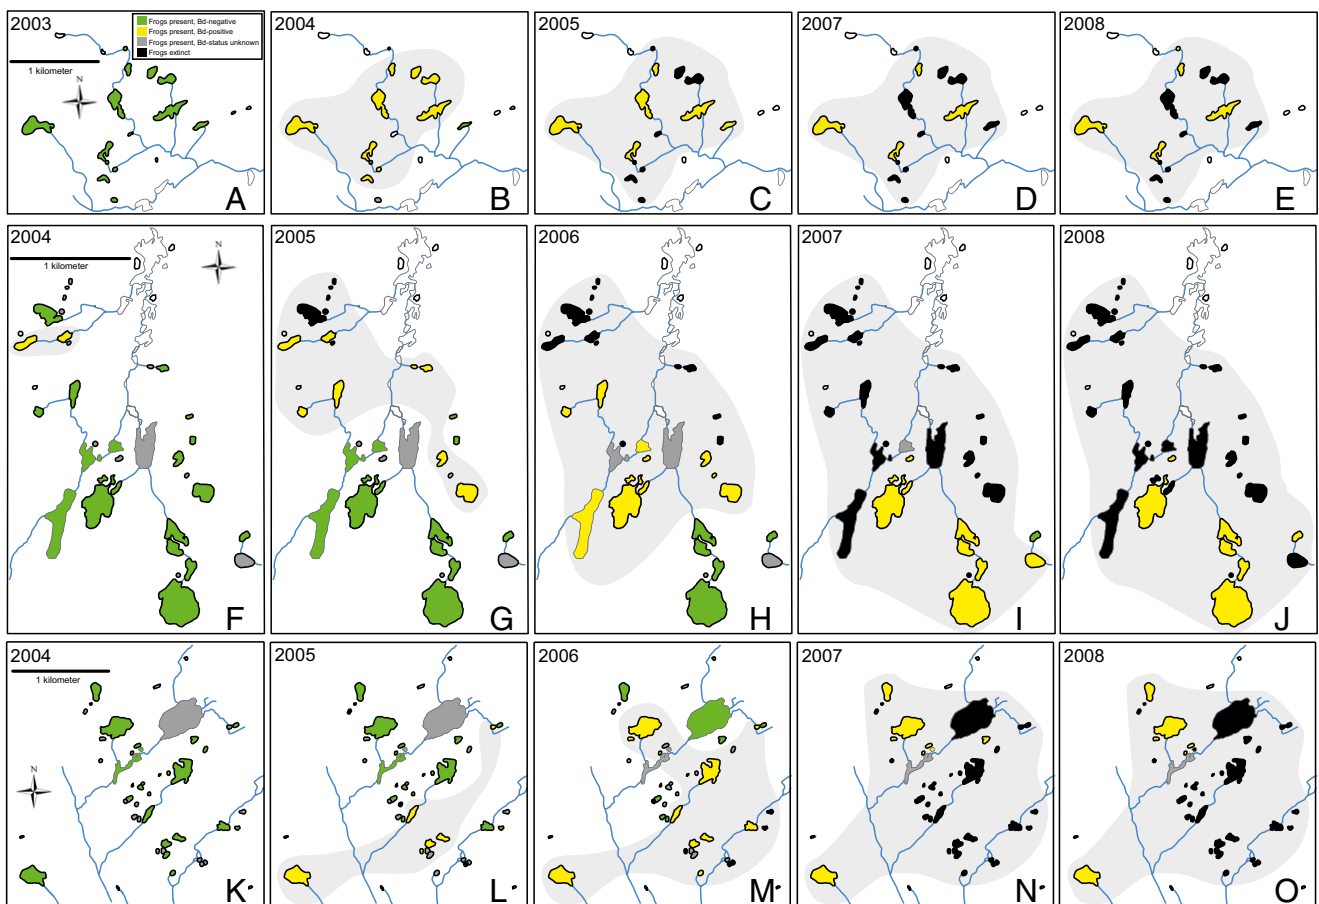 2003
Frogs present, Bd-negative
Frogs present, Bd-positive
Frogs present, Bd-status unknown
Frogs extinct
1 kilometer
N
A
2004
B
2005
C
2007
D
2008
E
2004
N
1 kilometer
F
2005
G
2006
H
2007
I
2008
J
2004
1 kilometer
N
K
2005
L
2006
M
2007
N
2008
O